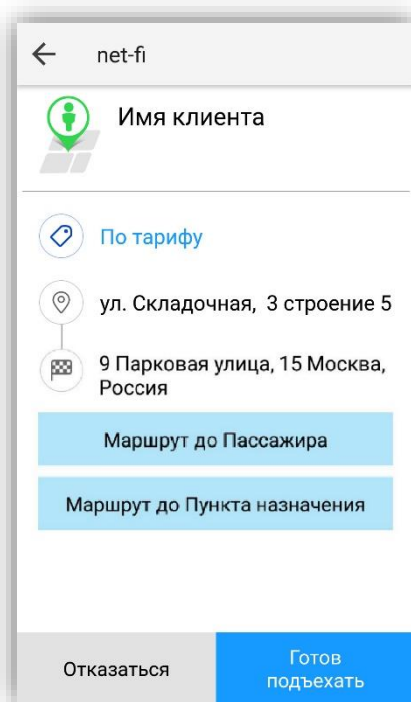 net-fi
Имя клиента
По тарифу
ул. Складочная, 3 строение 5
9 Парковая улица, 15 Москва,
Россия
Маршрут до Пассажира
Маршрут до Пункта назначения
Отказаться
Готов
подъехать